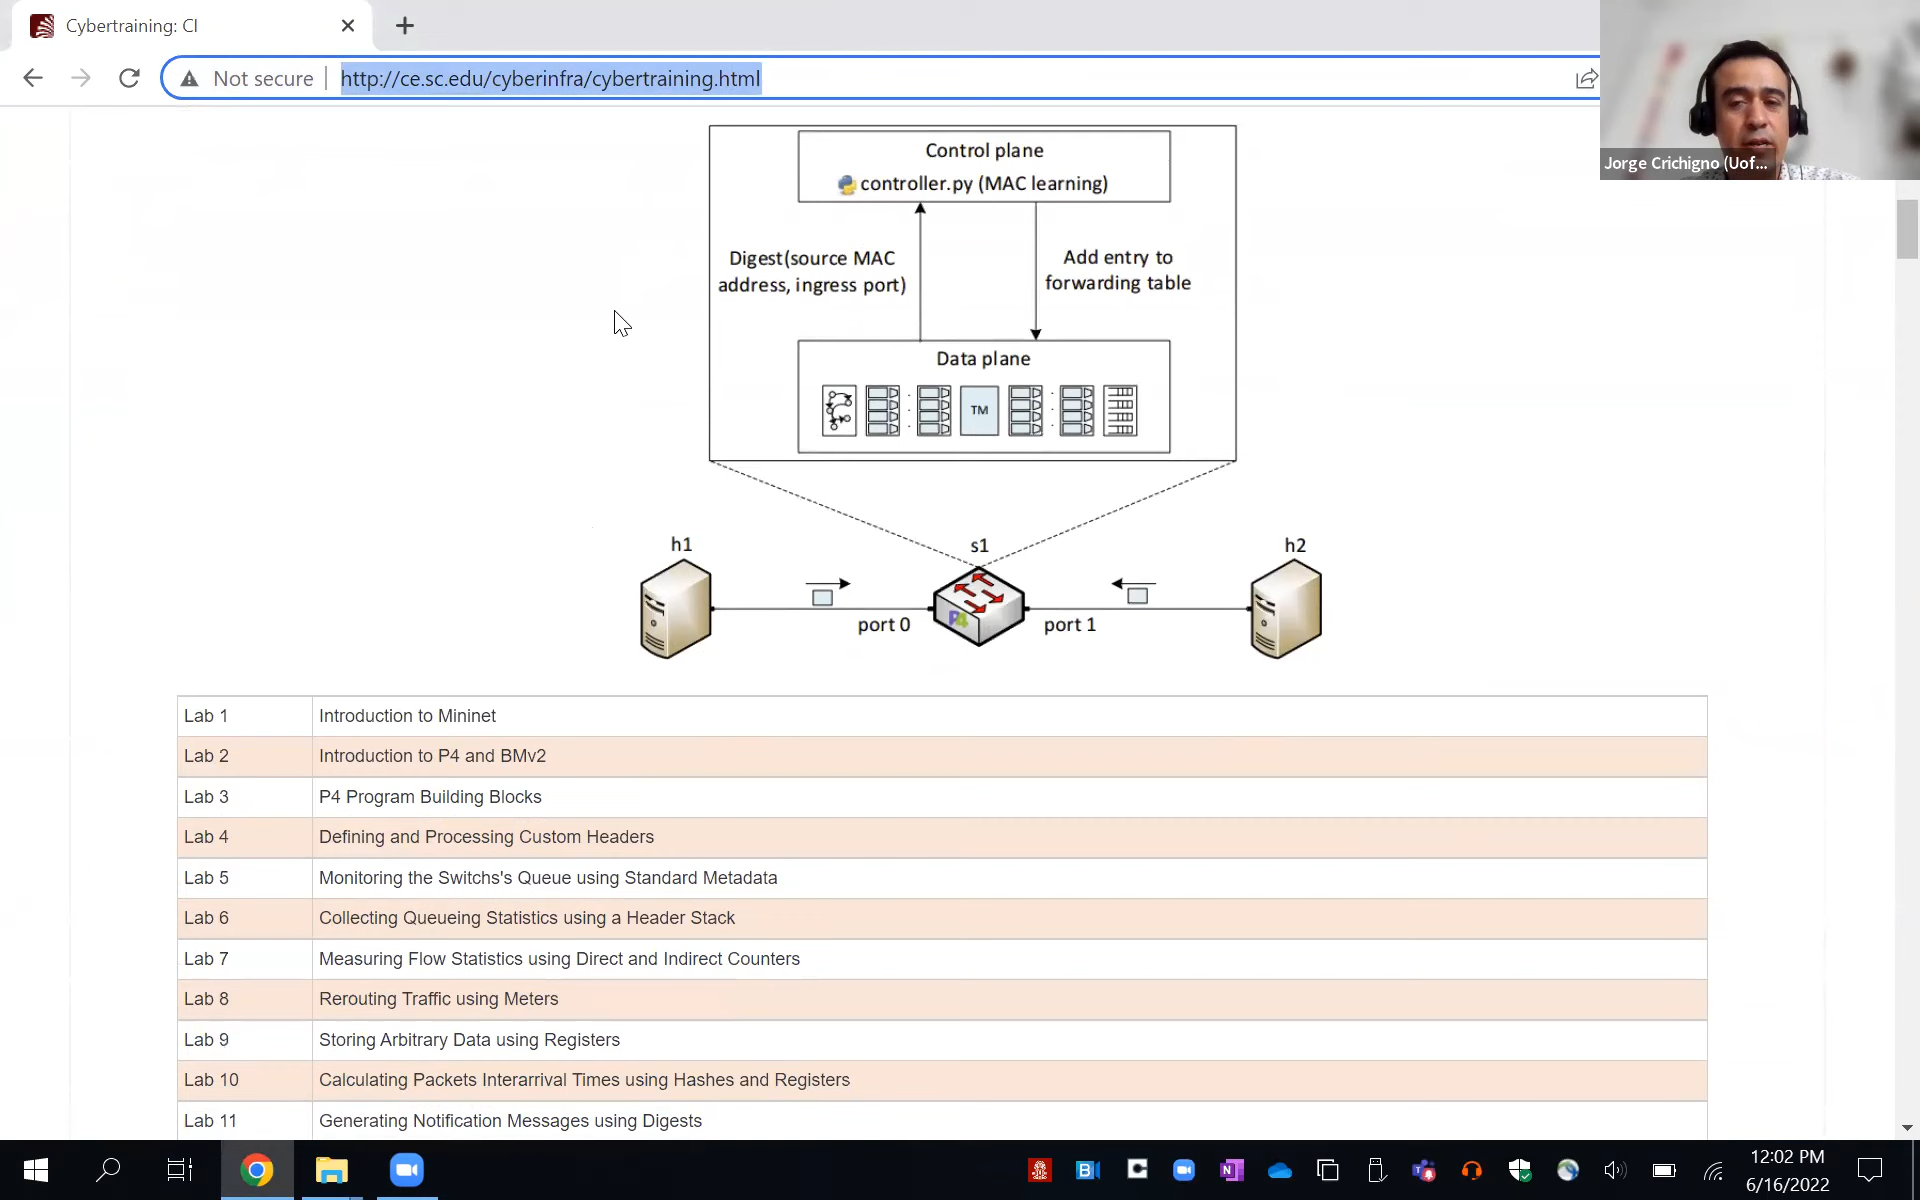 Cybertraining: CI
Not secure
http://ce.sc.edu/cyberinfra/cybertraining.html
Jorge Crichigno (Uof...
Control plane
controller.py (MAC learning)
Digest(source MAC
address, ingress port)
Add entry to
forwarding table
Data plane
TM
h1
s1
h2
P4
port 0
port 1
Lab 1 Introduction to Mininet
Lab 2 Introduction to P4 and BMv2
Lab 3 P4 Program Building Blocks
Lab 4 Defining and Processing Custom Headers
Lab 5 Monitoring the Switchs's Queue using Standard Metadata
Lab 6 Collecting Queueing Statistics using a Header Stack
Lab 7 Measuring Flow Statistics using Direct and Indirect Counters
Lab 8 Rerouting Traffic using Meters
Lab 9 Storing Arbitrary Data using Registers
Lab 10 Calculating Packets Interarrival Times using Hashes and Registers
Lab 11 Generating Notification Messages using Digests
12:02 PM
6/16/2022